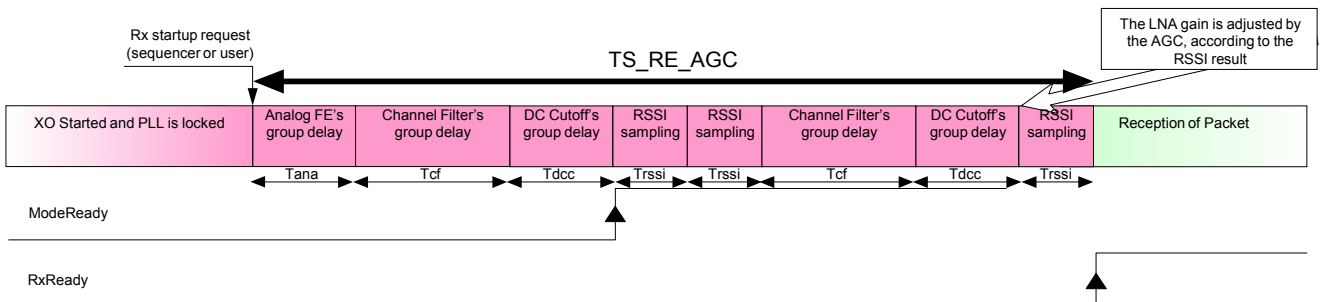 Rx startup request
(sequencer or user)
TS_RE_AGC
The LNA gain is adjusted by
the AGC, according to the
RSSI result
XO Started and PLL is locked
Analog FE's
group delay
Channel Filter's
group delay
DC Cutoff's
group delay
RSSI
sampling
RSSI
sampling
Channel Filter's
group delay
DC Cutoff's
group delay
RSSI
sampling
Reception of Packet
Tana
Tcf
Tdcc
Trssi
Trssi
Tcf
Tdcc
Trssi
ModeReady
RxReady